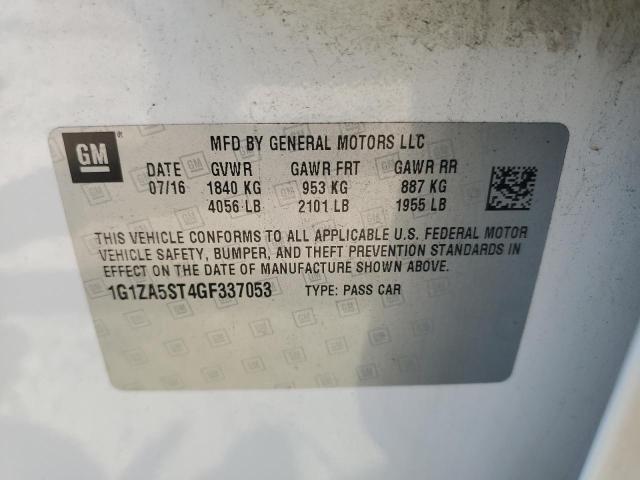 GM
MFD BY GENERAL MOTORS LLC
DATE GVWR GAWR FRT GAWR RR
07/16 1840 KG 953 KG 887 KG
4056 LB 2101 LB 1955 LB
THIS VEHICLE CONFORMS TO ALL APPLICABLE U.S. FEDERAL MOTOR
VEHICLE SAFETY, BUMPER, AND THEFT PREVENTION STANDARDS IN
EFFECT ON THE DATE OF MANUFACTURE SHOWN ABOVE.
1G1ZA5ST4GF337053 TYPE: PASS CAR